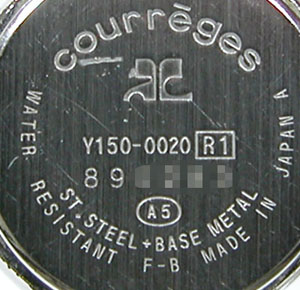 courrèges
Y150-0020 R1
89
A5
ST.STEEL+BASE METAL
WATER RESISTANT F-B MADE IN JAPAN A